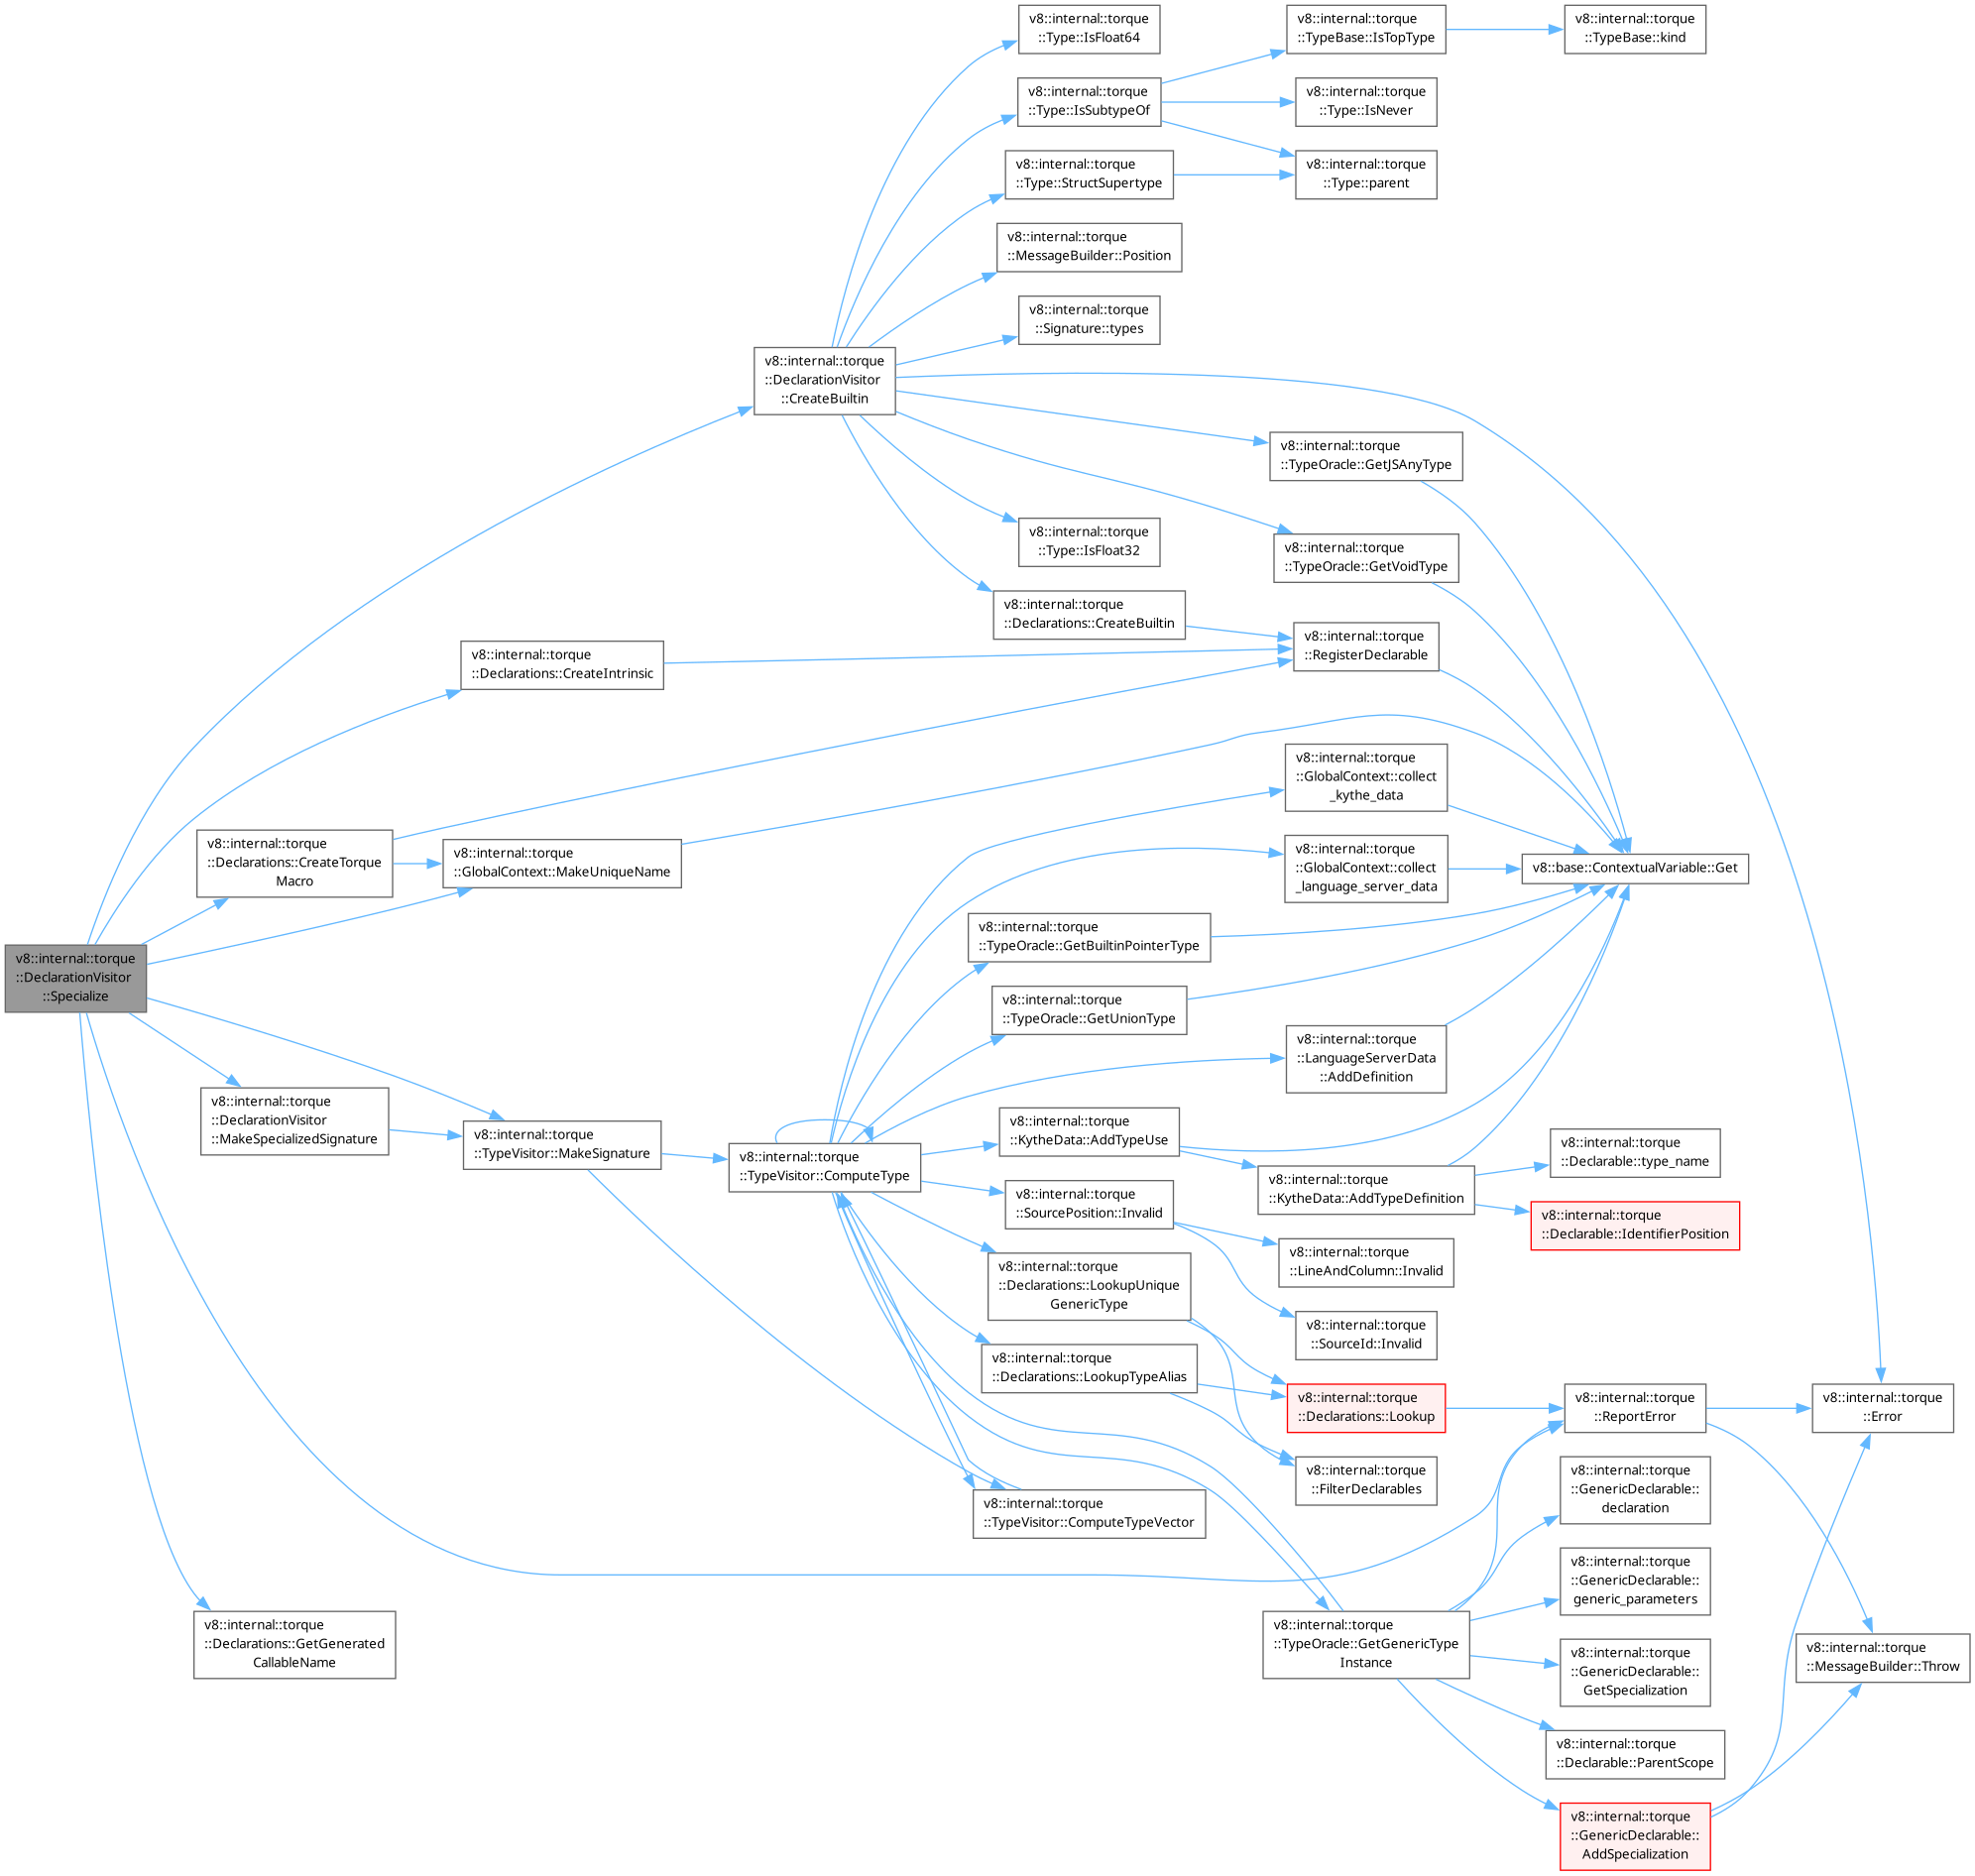 v8::internal::torque
::DeclarationVisitor
::Specialize
v8::internal::torque
::DeclarationVisitor
::CreateBuiltin
v8::internal::torque
::Declarations::CreateIntrinsic
v8::internal::torque
::Declarations::CreateTorque
Macro
v8::internal::torque
::GlobalContext::MakeUniqueName
v8::internal::torque
::DeclarationVisitor
::MakeSpecializedSignature
v8::internal::torque
::TypeVisitor::MakeSignature
v8::internal::torque
::Declarations::GetGenerated
CallableName
v8::internal::torque
::TypeVisitor::ComputeType
v8::internal::torque
::Type::IsFloat64
v8::internal::torque
::Type::IsSubtypeOf
v8::internal::torque
::Type::StructSupertype
v8::internal::torque
::MessageBuilder::Position
v8::internal::torque
::Signature::types
v8::internal::torque
::Type::IsFloat32
v8::internal::torque
::Declarations::CreateBuiltin
v8::internal::torque
::TypeOracle::GetBuiltinPointerType
v8::internal::torque
::TypeOracle::GetUnionType
v8::internal::torque
::KytheData::AddTypeUse
v8::internal::torque
::SourcePosition::Invalid
v8::internal::torque
::Declarations::LookupUnique
GenericType
v8::internal::torque
::Declarations::LookupTypeAlias
v8::internal::torque
::TypeVisitor::ComputeTypeVector
v8::internal::torque
::TypeBase::IsTopType
v8::internal::torque
::Type::IsNever
v8::internal::torque
::Type::parent
v8::internal::torque
::TypeOracle::GetJSAnyType
v8::internal::torque
::TypeOracle::GetVoidType
v8::internal::torque
::RegisterDeclarable
v8::internal::torque
::GlobalContext::collect
_kythe_data
v8::internal::torque
::GlobalContext::collect
_language_server_data
v8::internal::torque
::LanguageServerData
::AddDefinition
v8::internal::torque
::KytheData::AddTypeDefinition
v8::internal::torque
::LineAndColumn::Invalid
v8::internal::torque
::SourceId::Invalid
v8::internal::torque
::Declarations::Lookup
v8::internal::torque
::FilterDeclarables
v8::internal::torque
::TypeOracle::GetGenericType
Instance
v8::internal::torque
::TypeBase::kind
v8::base::ContextualVariable::Get
v8::internal::torque
::Declarable::type_name
v8::internal::torque
::Declarable::IdentifierPosition
v8::internal::torque
::ReportError
v8::internal::torque
::GenericDeclarable::
declaration
v8::internal::torque
::GenericDeclarable::
generic_parameters
v8::internal::torque
::GenericDeclarable::
GetSpecialization
v8::internal::torque
::Declarable::ParentScope
v8::internal::torque
::GenericDeclarable::
AddSpecialization
v8::internal::torque
::Error
v8::internal::torque
::MessageBuilder::Throw